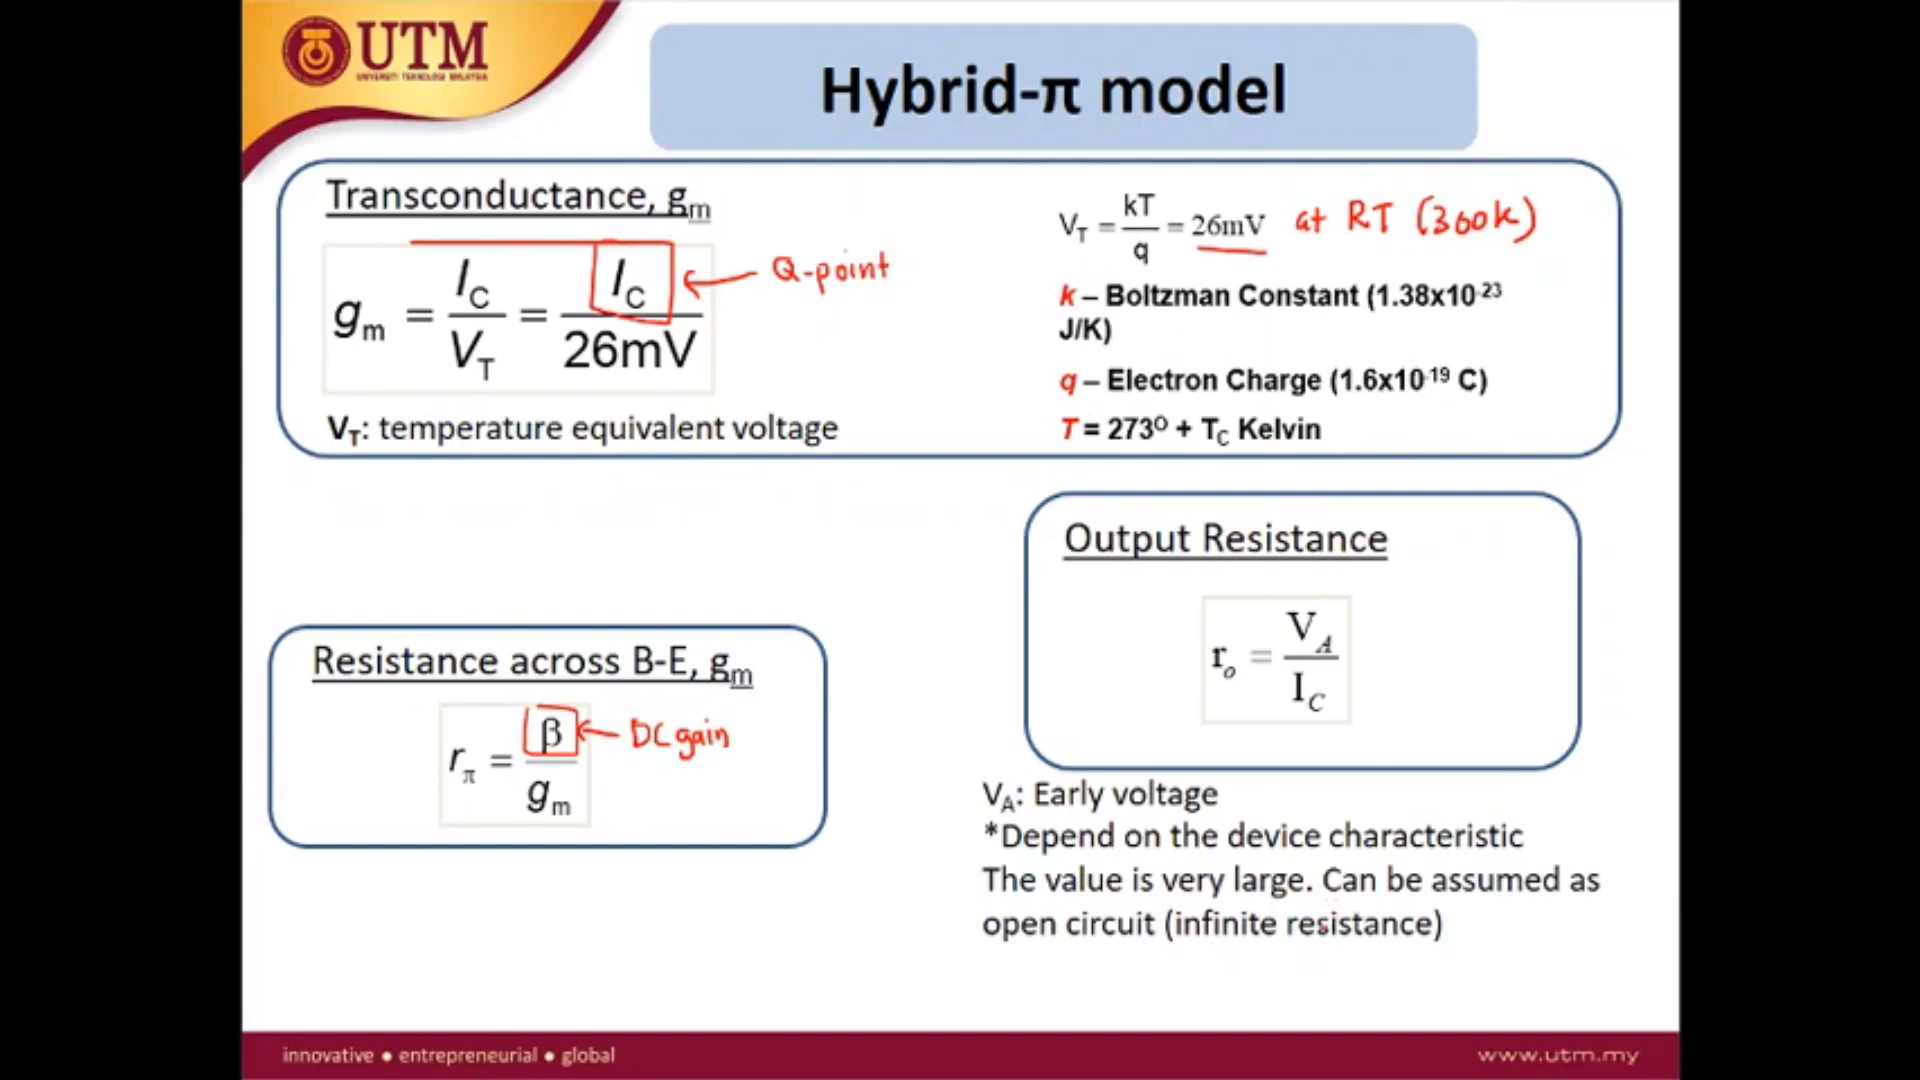 UTM
UNIVERSITI TEKNOLOGI MALAYSIA
Hybrid-π model
Transconductance, gm
gm = IC / VT = IC / 26mV
Q-point
VT: temperature equivalent voltage
VT = kT / q = 26mV at RT (300K)
k – Boltzman Constant (1.38x10-23
J/K)
q – Electron Charge (1.6x10-19 C)
T = 273O + TC Kelvin
Resistance across B-E, gm
rπ = β / gm
DC gain
Output Resistance
ro = VA / IC
VA: Early voltage
*Depend on the device characteristic
The value is very large. Can be assumed as
open circuit (infinite resistance)
innovative ● entrepreneurial ● global
www.utm.my